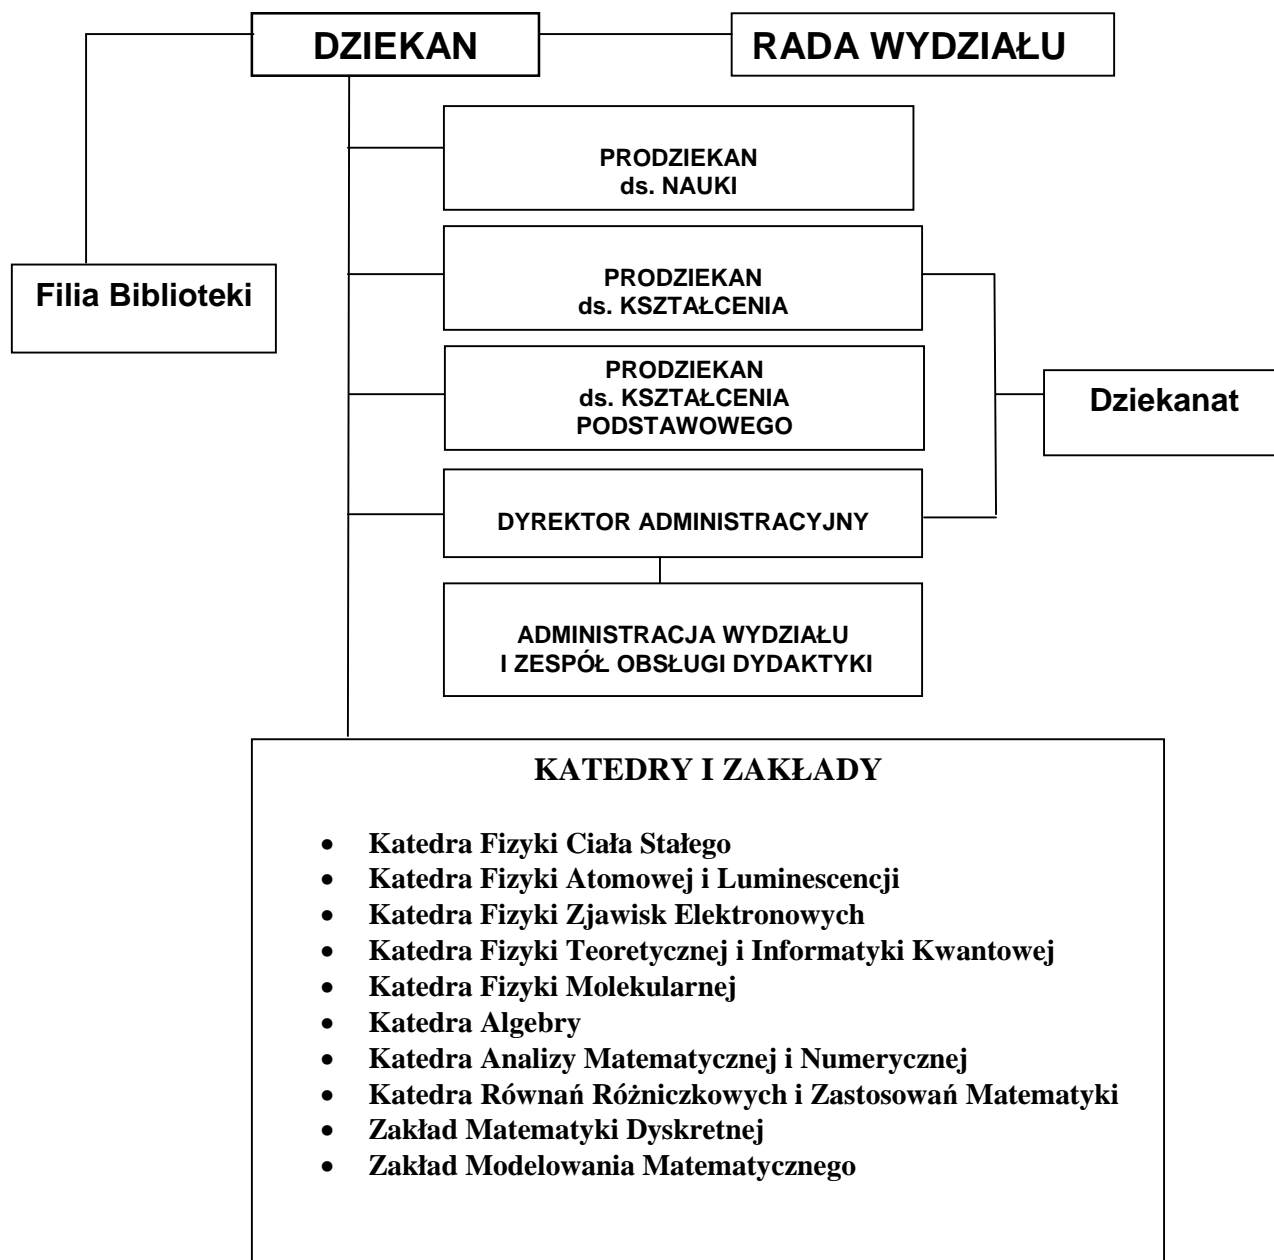 DZIEKAN
RADA WYDZIAŁU
PRODZIEKAN
ds. NAUKI
Filia Biblioteki
PRODZIEKAN
ds. KSZTAŁCENIA
PRODZIEKAN
ds. KSZTAŁCENIA
PODSTAWOWEGO
Dziekanat
DYREKTOR ADMINISTRACYJNY
ADMINISTRACJA WYDZIAŁU
I ZESPÓŁ OBSŁUGI DYDAKTYKI
KATEDRY I ZAKŁADY
• Katedra Fizyki Ciała Stałego
• Katedra Fizyki Atomowej i Luminescencji
• Katedra Fizyki Zjawisk Elektronowych
• Katedra Fizyki Teoretycznej i Informatyki Kwantowej
• Katedra Fizyki Molekularnej
• Katedra Algebry
• Katedra Analizy Matematycznej i Numerycznej
• Katedra Równań Różniczkowych i Zastosowań Matematyki
• Zakład Matematyki Dyskretnej
• Zakład Modelowania Matematycznego